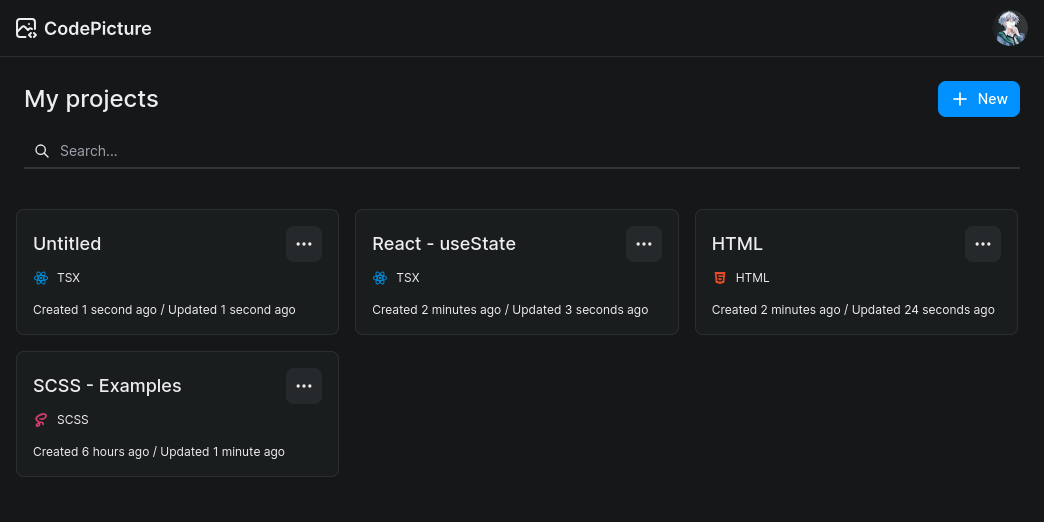 CodePicture
My projects
New
Search...
Untitled
TSX
Created 1 second ago / Updated 1 second ago
React - useState
TSX
Created 2 minutes ago / Updated 3 seconds ago
HTML
HTML
Created 2 minutes ago / Updated 24 seconds ago
SCSS - Examples
SCSS
Created 6 hours ago / Updated 1 minute ago